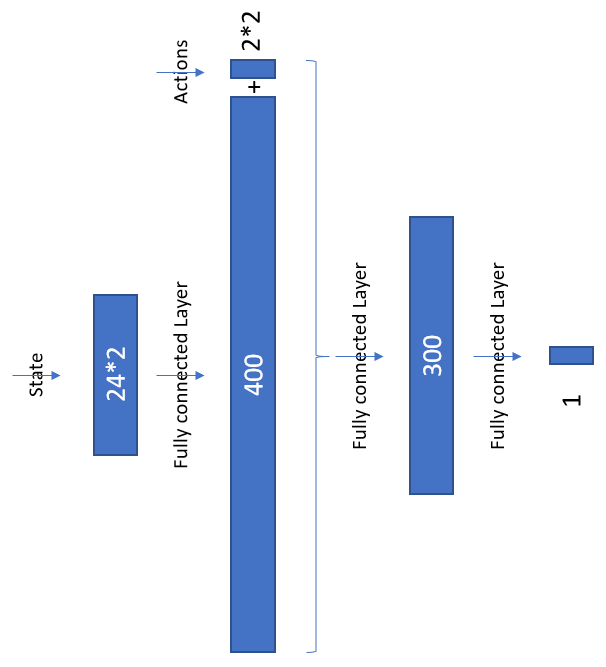 State
24*2
Fully connected Layer
Actions
2*2
+
400
Fully connected Layer
300
Fully connected Layer
1